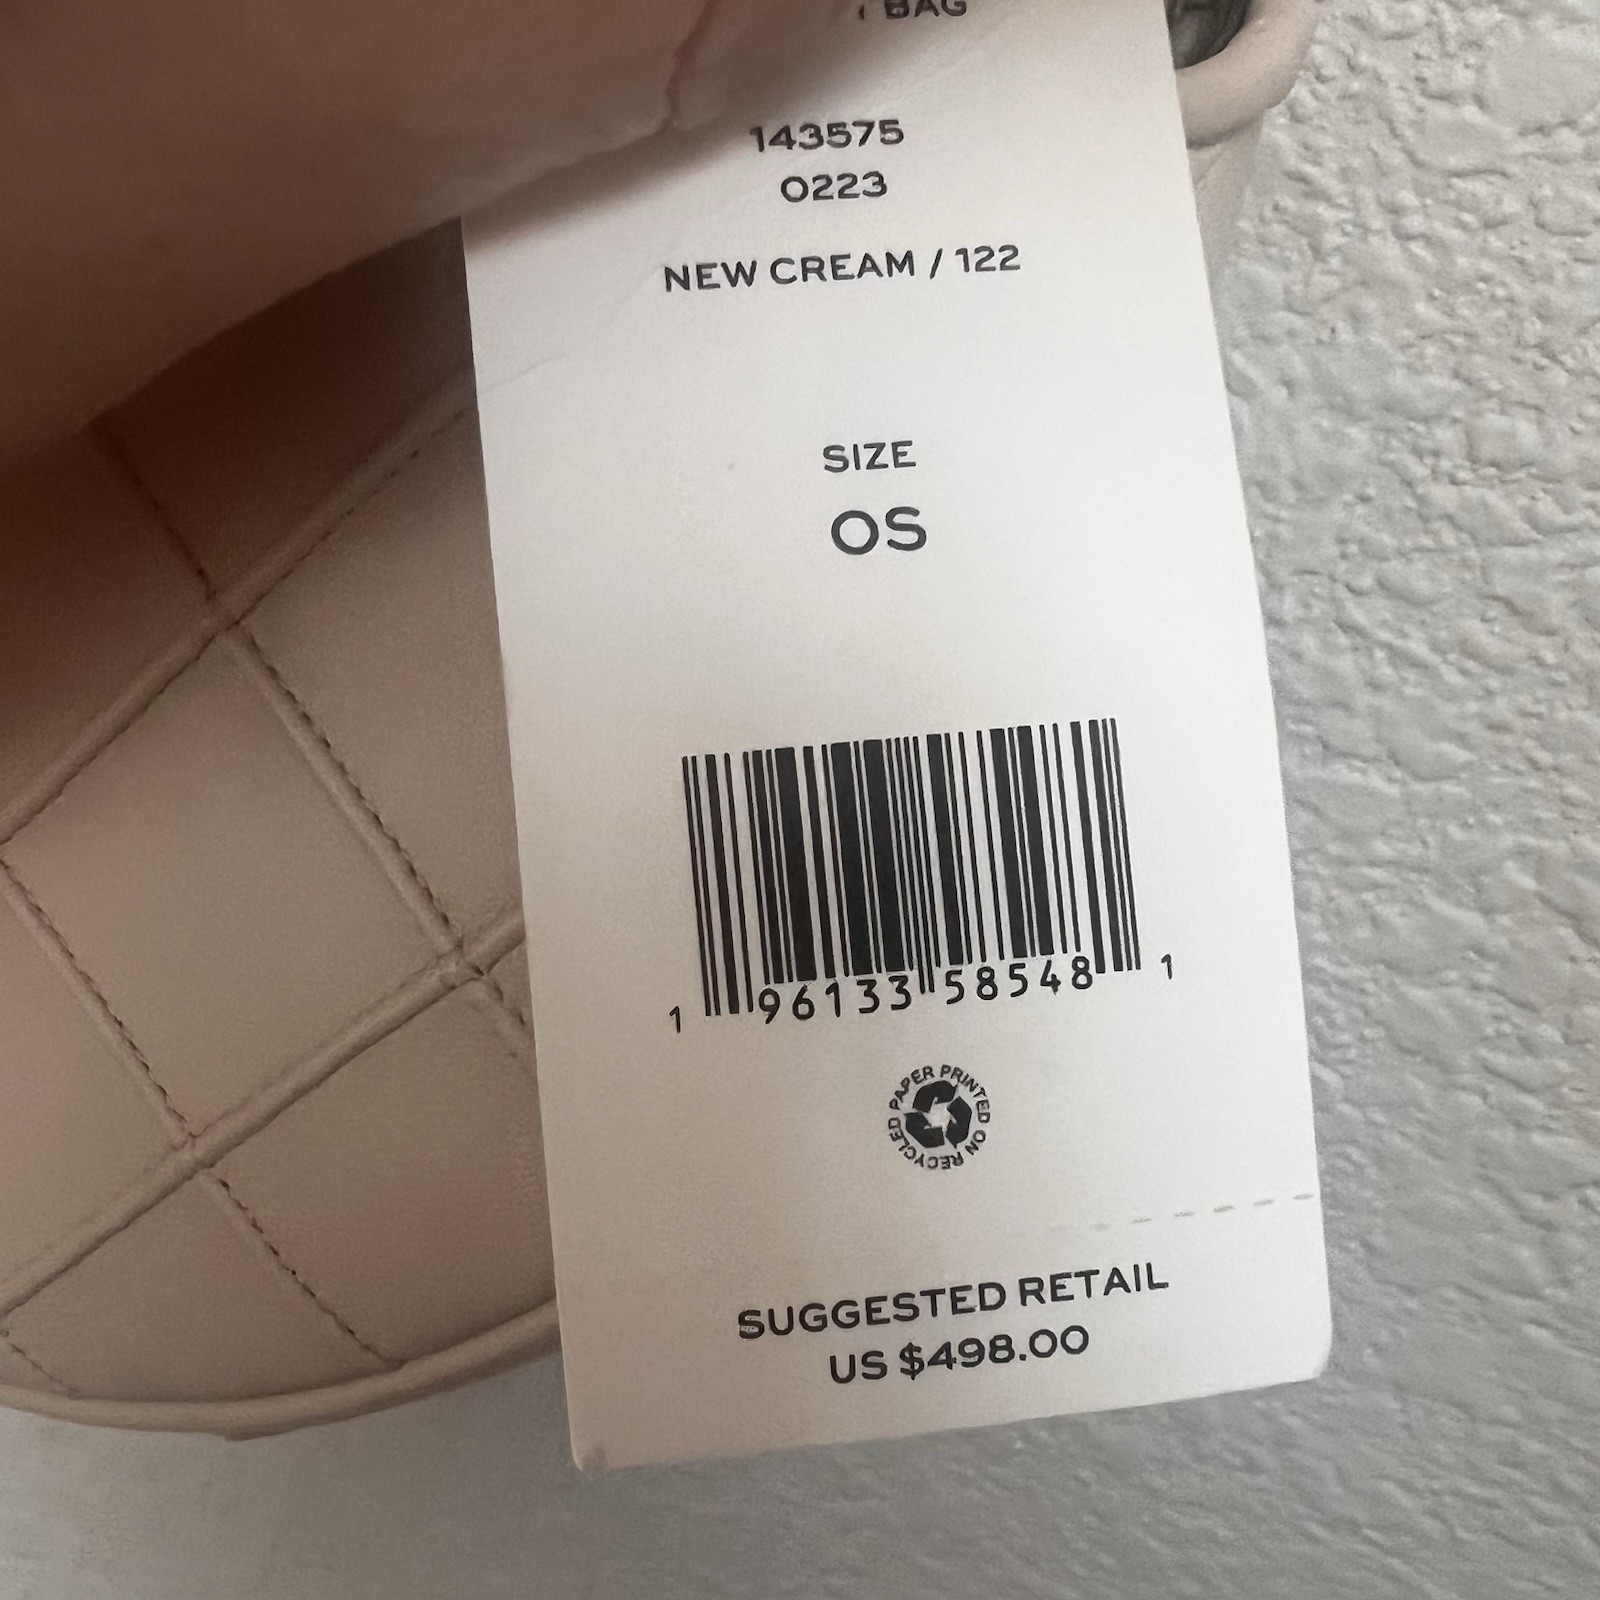 BAG
143575
0223
NEW CREAM / 122
SIZE
OS
1 96133 58548 1
PAPER PRINTED ON RECYCLED
SUGGESTED RETAIL
US $498.00